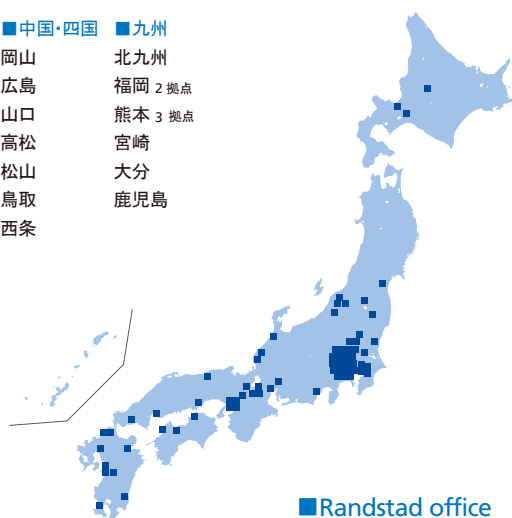 ■中国・四国
岡山
広島
山口
高松
松山
鳥取
西条
■九州
北九州
福岡 2 拠点
熊本 3 拠点
宮崎
大分
鹿児島
■Randstad office